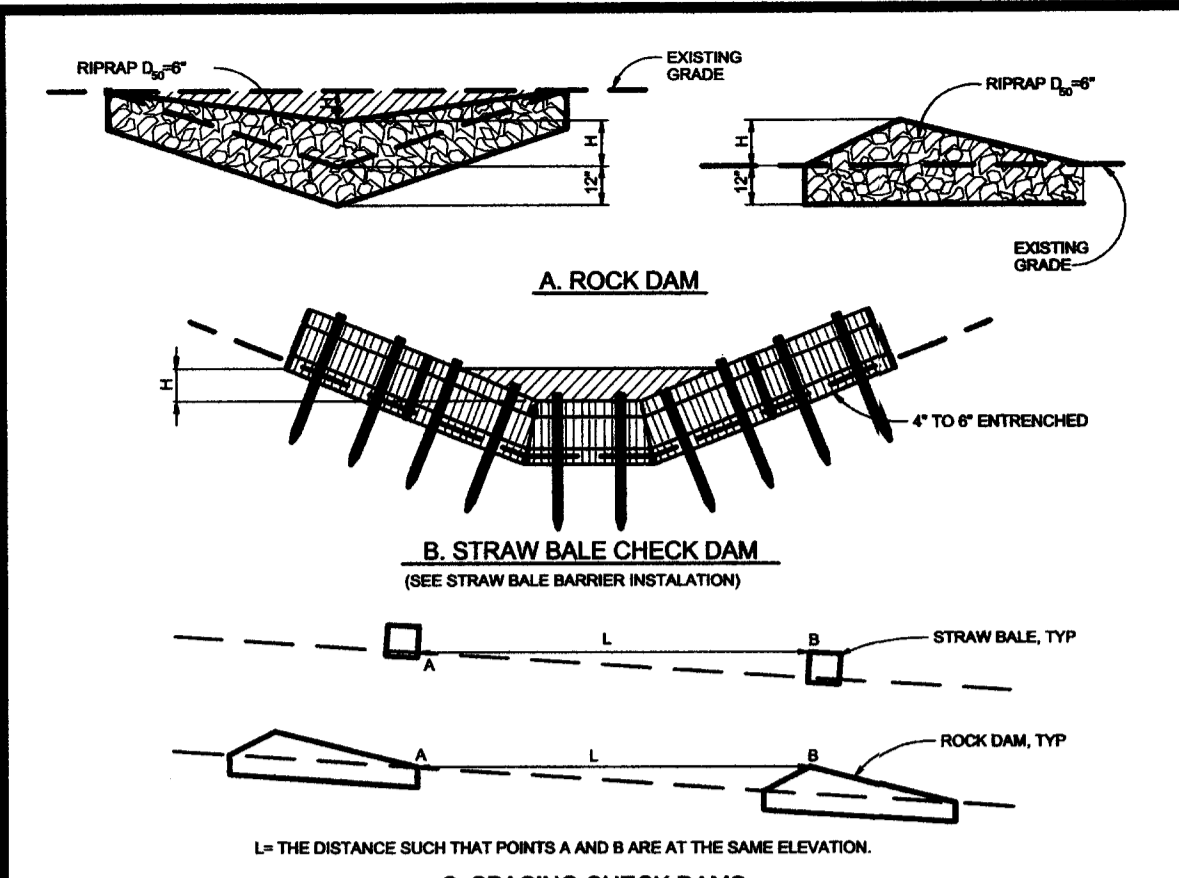 RIPRAP D50=6"
EXISTING
GRADE
H
H
12"
RIPRAP D50=6"
H
12"
EXISTING
GRADE
A. ROCK DAM
H
4" TO 6" ENTRENCHED
B. STRAW BALE CHECK DAM
(SEE STRAW BALE BARRIER INSTALATION)
L
A
B
STRAW BALE, TYP
A
L
B
ROCK DAM, TYP
L= THE DISTANCE SUCH THAT POINTS A AND B ARE AT THE SAME ELEVATION.
C. SPACING CHECK DAMS